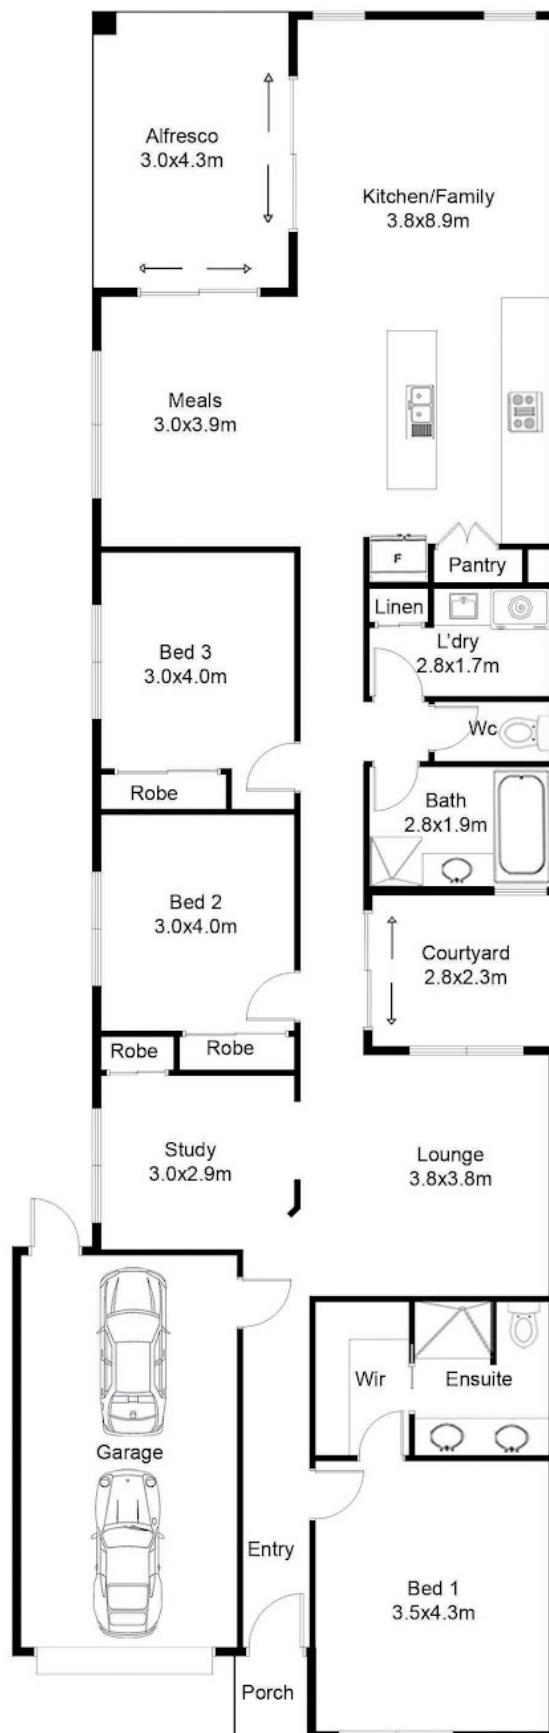 Alfresco
3.0x4.3m
Kitchen/Family
3.8x8.9m
Meals
3.0x3.9m
F
Pantry
Linen
L'dry
2.8x1.7m
Bed 3
3.0x4.0m
Wc
Robe
Bath
2.8x1.9m
Bed 2
3.0x4.0m
Courtyard
2.8x2.3m
Robe
Robe
Study
3.0x2.9m
Lounge
3.8x3.8m
Wir
Ensuite
Garage
Entry
Bed 1
3.5x4.3m
Porch